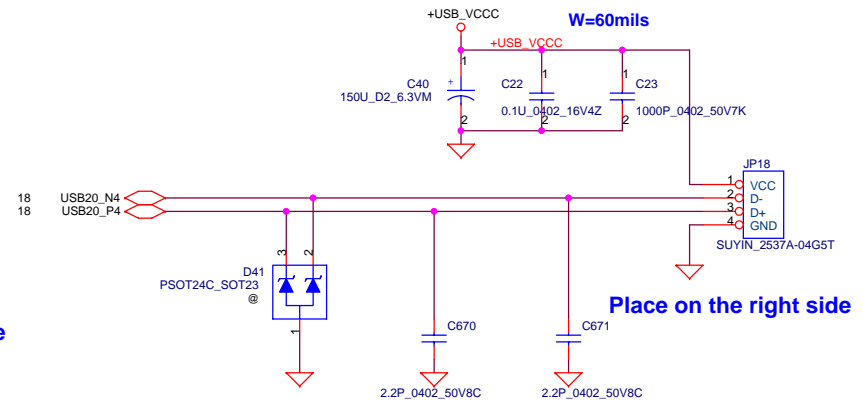 +USB_VCCC
W=60mils
+USB_VCCC
1
1
1
C40
+
C22
C23
150U_D2_6.3VM
0.1U_0402_16V4Z
1000P_0402_50V7K
2
2
2
JP18
1
VCC
18
USB20_N4
2
D-
18
USB20_P4
3
D+
4
GND
SUYIN_2537A-04G5T
3
2
D41
PSOT24C_SOT23
@
Place on the right side
1
C670
C671
e
2.2P_0402_50V8C
2.2P_0402_50V8C